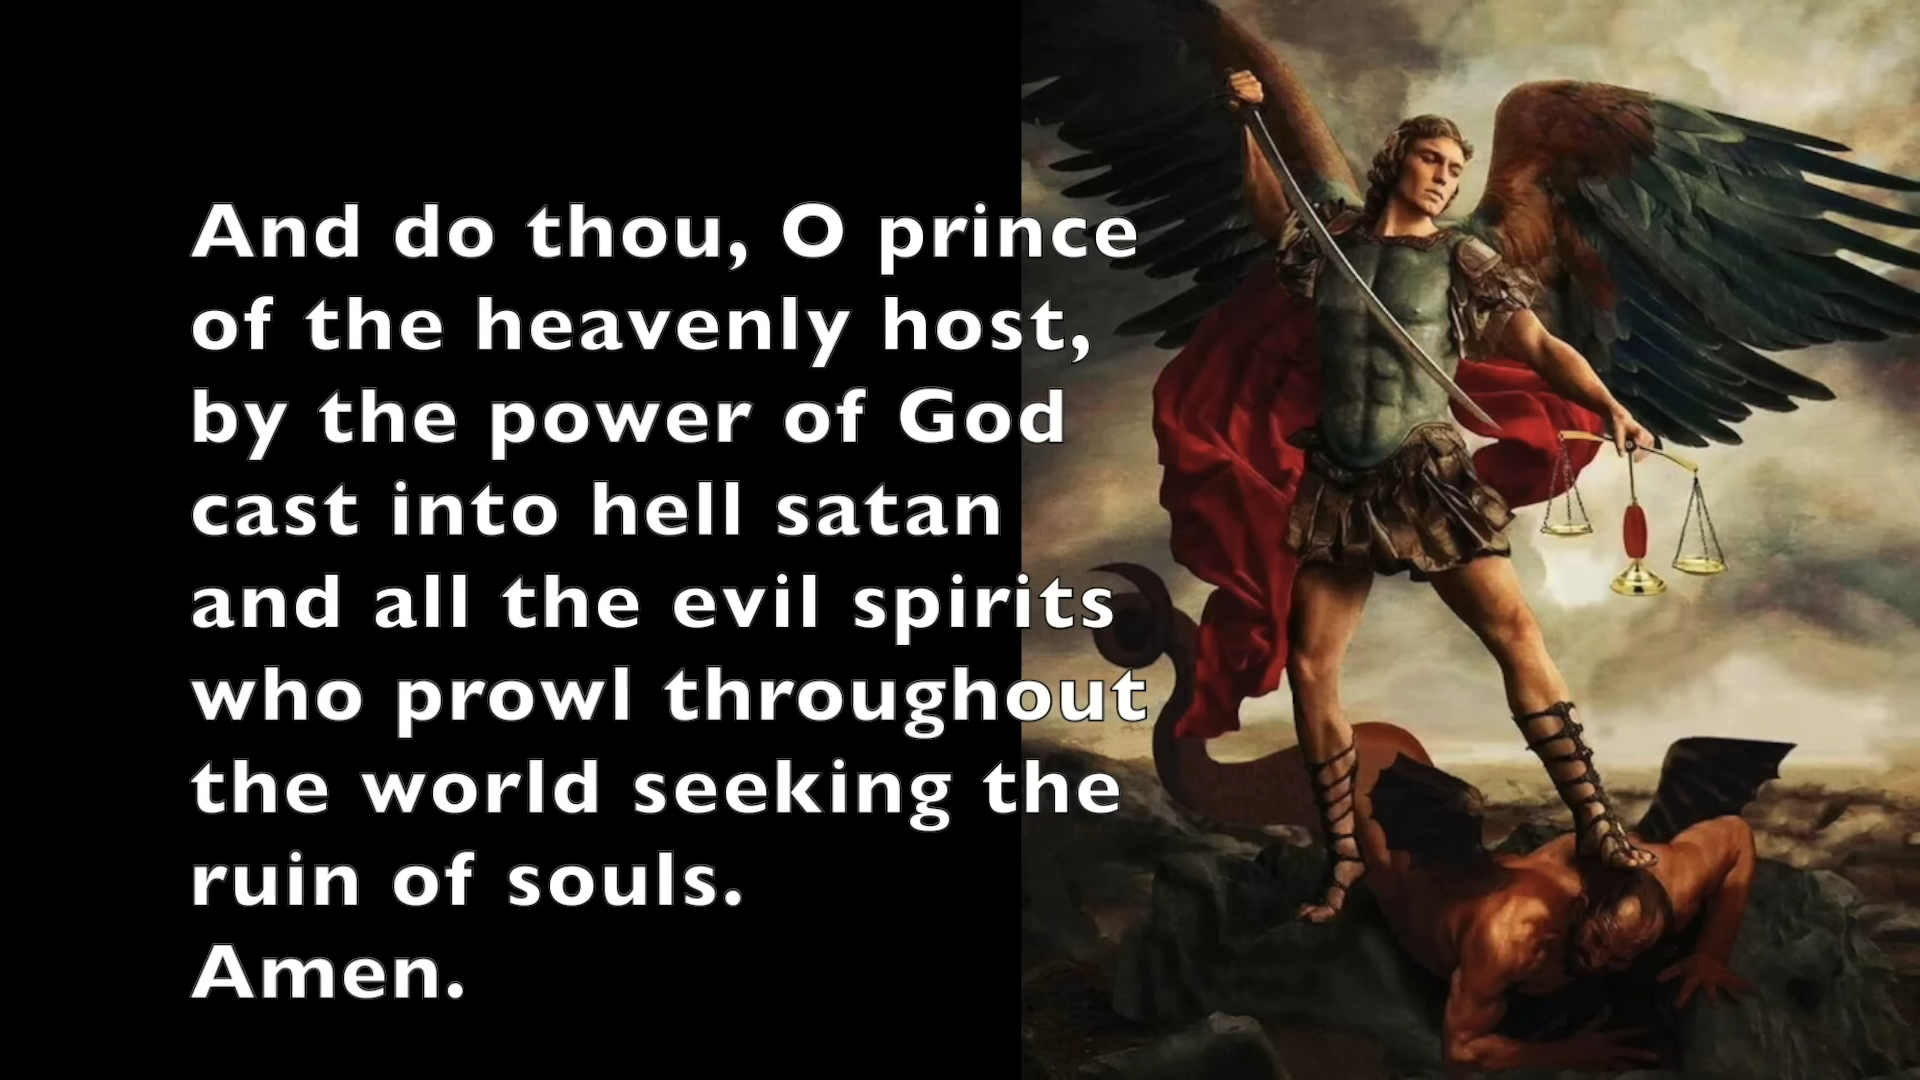 And do thou, O prince
of the heavenly host,
by the power of God
cast into hell satan
and all the evil spirits
who prowl throughout
the world seeking the
ruin of souls.
Amen.